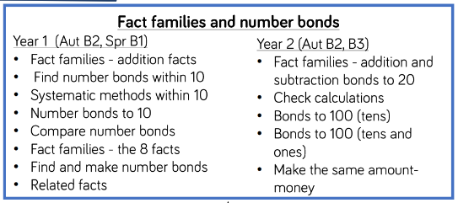 Fact families and number bonds
Year 1 (Aut B2, Spr B1)
• Fact families - addition facts
• Find number bonds within 10
• Systematic methods within 10
• Number bonds to 10
• Compare number bonds
• Fact families - the 8 facts
• Find and make number bonds
• Related facts
Year 2 (Aut B2, B3)
• Fact families - addition and
subtraction bonds to 20
• Check calculations
• Bonds to 100 (tens)
• Bonds to 100 (tens and
ones)
• Make the same amount-
money